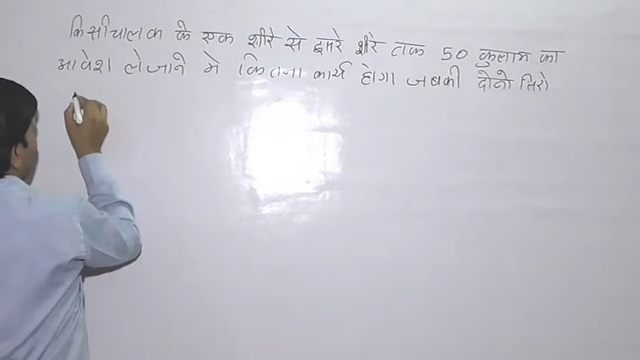 किसी चालक के एक शीरे से दुसरे शीरे तक 50 कुलाम का
आवेश ले जाने मे कितना कार्य होगा जबकी दोनो सिरो